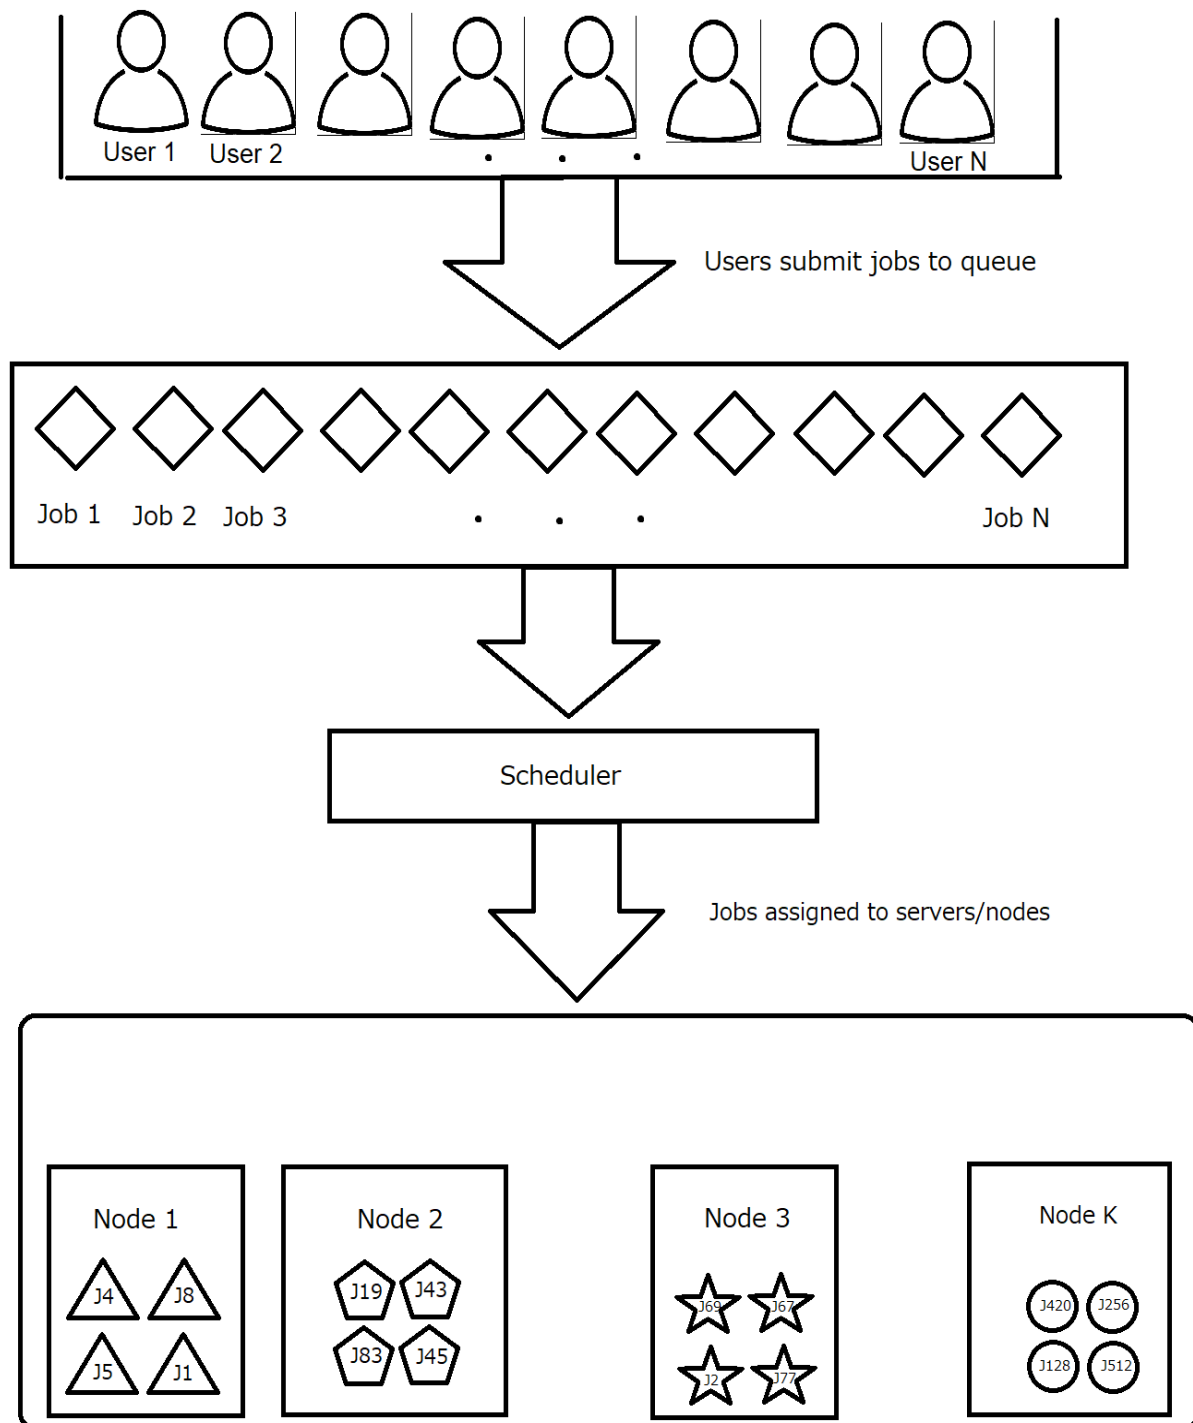 User 1 User 2 . . . User N
Users submit jobs to queue
Job 1 Job 2 Job 3 . . . Job N
Scheduler
Jobs assigned to servers/nodes
Node 1 Node 2 Node 3 Node K
J4 J8 J19 J43 J69 J67 J420 J256
J5 J1 J83 J45 J2 J77 J128 J512